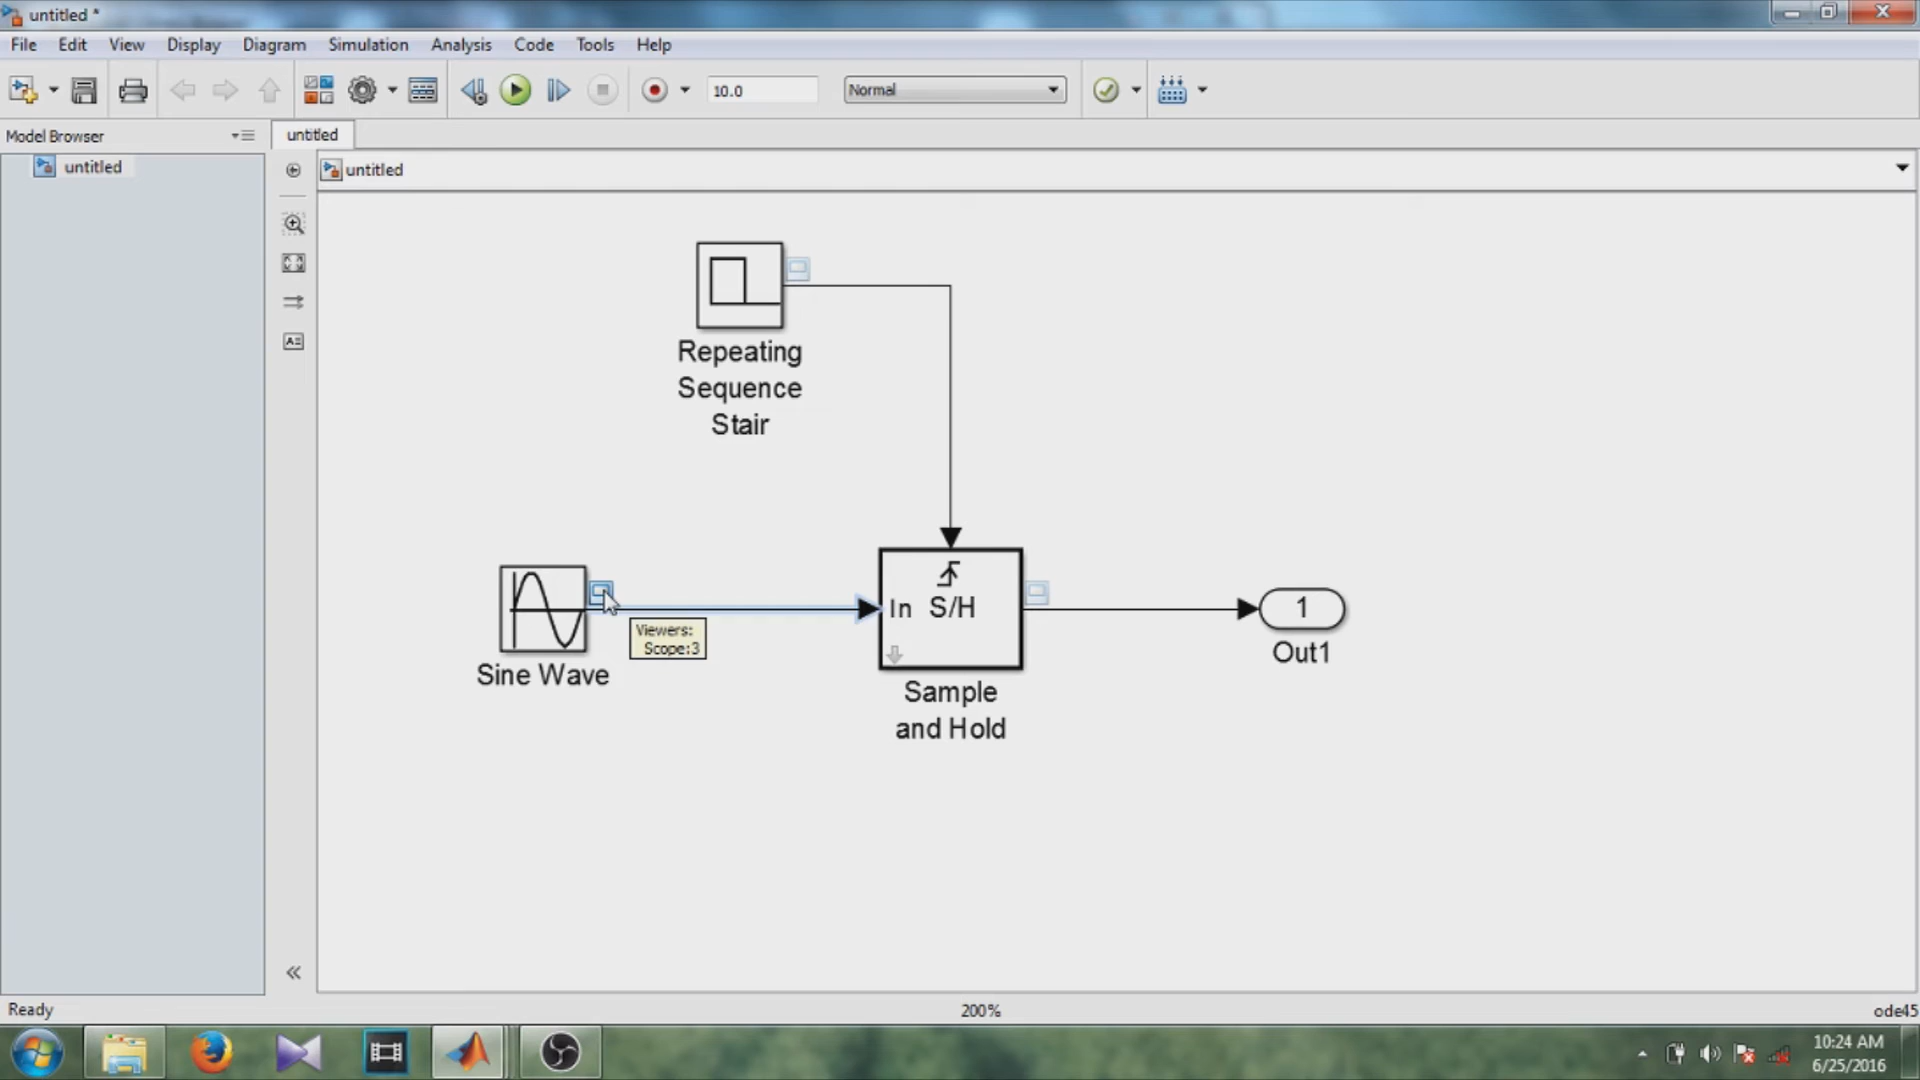 untitled *
File Edit View Display Diagram Simulation Analysis Code Tools Help
10.0 Normal
Model Browser
untitled
untitled
untitled
Repeating
Sequence
Stair
In S/H
1
Viewers:
Scope:3
Out1
Sine Wave
Sample
and Hold
Ready 200% ode45
10:24 AM
6/25/2016